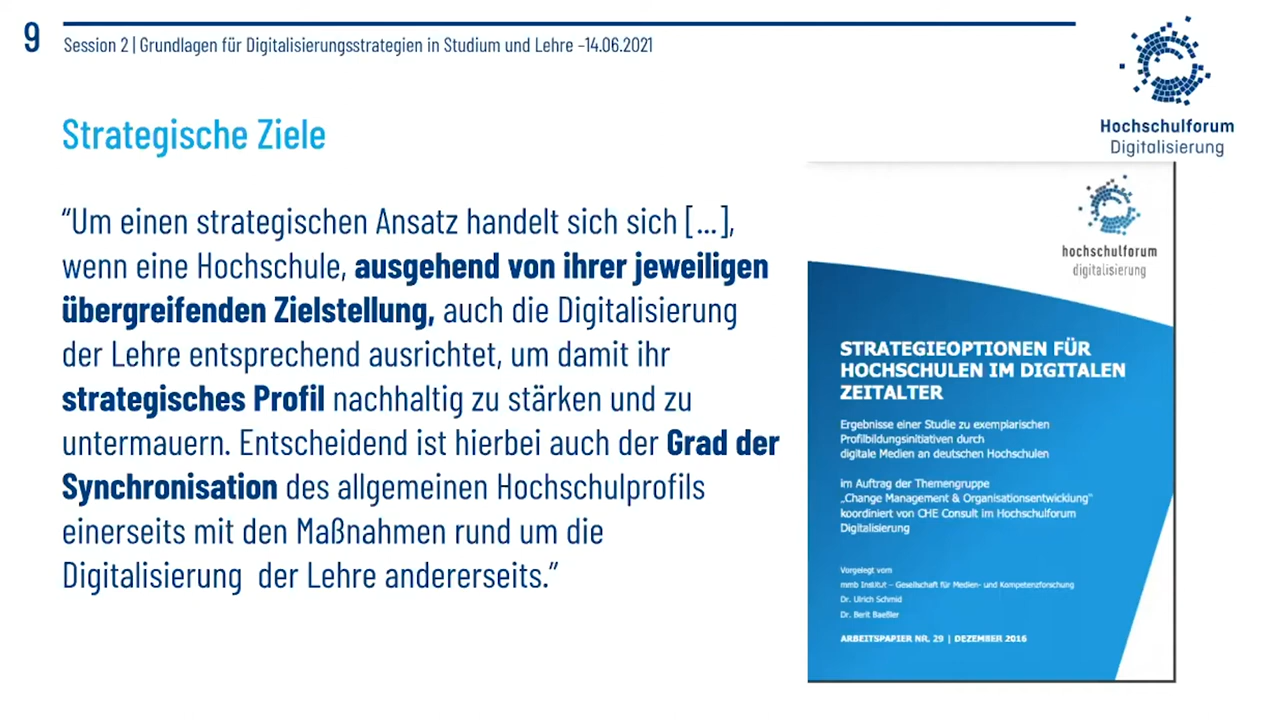 9
Session 2 | Grundlagen für Digitalisierungsstrategien in Studium und Lehre –14.06.2021
Hochschulforum
Digitalisierung
Strategische Ziele
“Um einen strategischen Ansatz handelt sich sich [...],
wenn eine Hochschule, ausgehend von ihrer jeweiligen
übergreifenden Zielstellung, auch die Digitalisierung
der Lehre entsprechend ausrichtet, um damit ihr
strategisches Profil nachhaltig zu stärken und zu
untermauern. Entscheidend ist hierbei auch der Grad der
Synchronisation des allgemeinen Hochschulprofils
einerseits mit den Maßnahmen rund um die
Digitalisierung der Lehre andererseits.”
hochschulforum
digitalisierung
STRATEGIEOPTIONEN FÜR
HOCHSCHULEN IM DIGITALEN
ZEITALTER
Ergebnisse einer Studie zu exemplarischen
Profilbildungsinitiativen durch
digitale Medien an deutschen Hochschulen
im Auftrag der Themengruppe
„Change Management & Organisationsentwicklung“
koordiniert von CHE Consult im Hochschulforum
Digitalisierung
Vorgelegt vom
mmb Institut – Gesellschaft für Medien- und Kompetenzforschung
Dr. Ulrich Schmid
Dr. Berit Baeßler
ARBEITSPAPIER NR. 29 | DEZEMBER 2016